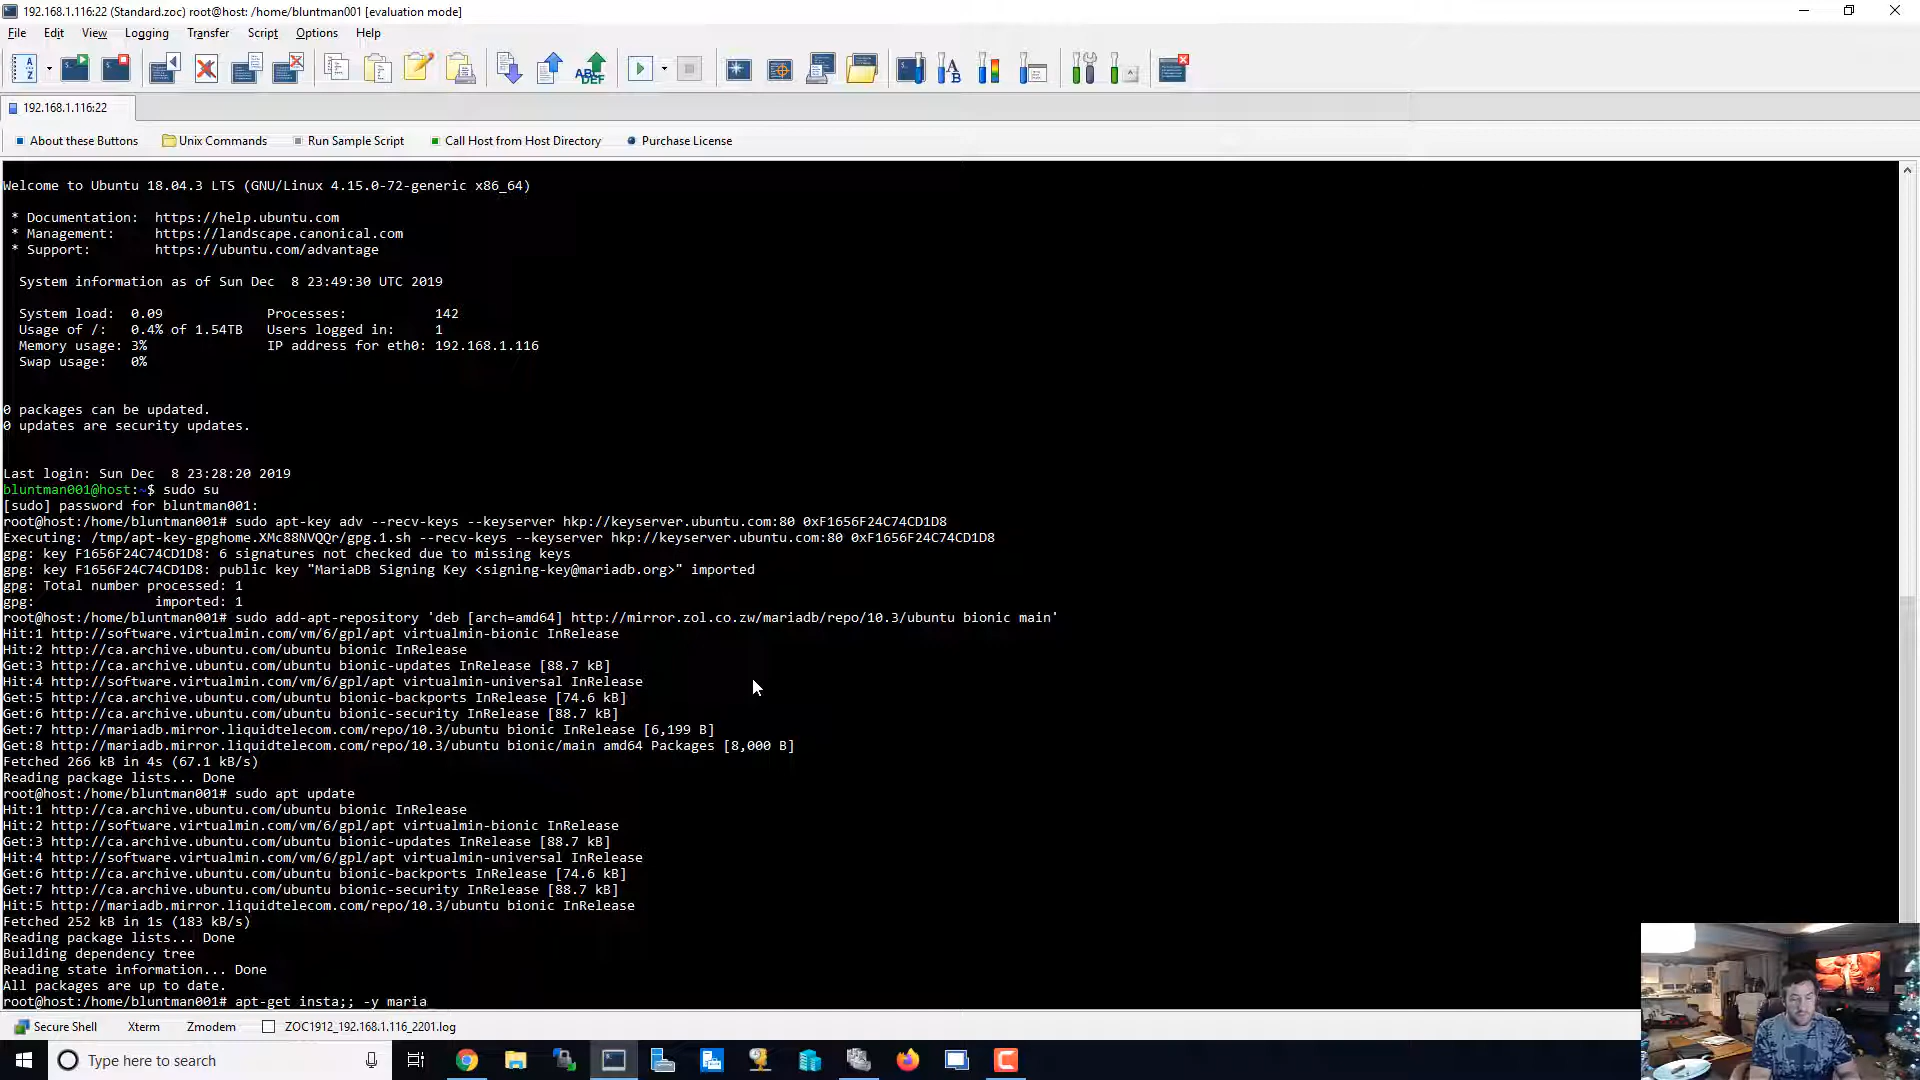 192.168.1.116:22 (Standard.zoc) root@host: /home/bluntman001 [evaluation mode]
File Edit View Logging Transfer Script Options Help
192.168.1.116:22
About these Buttons Unix Commands Run Sample Script Call Host from Host Directory Purchase License
Welcome to Ubuntu 18.04.3 LTS (GNU/Linux 4.15.0-72-generic x86_64)
* Documentation: https://help.ubuntu.com
* Management: https://landscape.canonical.com
* Support: https://ubuntu.com/advantage
System information as of Sun Dec 8 23:49:30 UTC 2019
System load: 0.09 Processes: 142
Usage of /: 0.4% of 1.54TB Users logged in: 1
Memory usage: 3% IP address for eth0: 192.168.1.116
Swap usage: 0%
0 packages can be updated.
0 updates are security updates.
Last login: Sun Dec 8 23:28:20 2019
bluntman001@host:~$ sudo su
[sudo] password for bluntman001:
root@host:/home/bluntman001# sudo apt-key adv --recv-keys --keyserver hkp://keyserver.ubuntu.com:80 0xF1656F24C74CD1D8
Executing: /tmp/apt-key-gpghome.XMc88NVQQr/gpg.1.sh --recv-keys --keyserver hkp://keyserver.ubuntu.com:80 0xF1656F24C74CD1D8
gpg: key F1656F24C74CD1D8: 6 signatures not checked due to missing keys
gpg: key F1656F24C74CD1D8: public key "MariaDB Signing Key <signing-key@mariadb.org>" imported
gpg: Total number processed: 1
gpg: imported: 1
root@host:/home/bluntman001# sudo add-apt-repository 'deb [arch=amd64] http://mirror.zol.co.zw/mariadb/repo/10.3/ubuntu bionic main'
Hit:1 http://software.virtualmin.com/vm/6/gpl/apt virtualmin-bionic InRelease
Hit:2 http://ca.archive.ubuntu.com/ubuntu bionic InRelease
Get:3 http://ca.archive.ubuntu.com/ubuntu bionic-updates InRelease [88.7 kB]
Hit:4 http://software.virtualmin.com/vm/6/gpl/apt virtualmin-universal InRelease
Get:5 http://ca.archive.ubuntu.com/ubuntu bionic-backports InRelease [74.6 kB]
Get:6 http://ca.archive.ubuntu.com/ubuntu bionic-security InRelease [88.7 kB]
Get:7 http://mariadb.mirror.liquidtelecom.com/repo/10.3/ubuntu bionic InRelease [6,199 B]
Get:8 http://mariadb.mirror.liquidtelecom.com/repo/10.3/ubuntu bionic/main amd64 Packages [8,000 B]
Fetched 266 kB in 4s (67.1 kB/s)
Reading package lists... Done
root@host:/home/bluntman001# sudo apt update
Hit:1 http://ca.archive.ubuntu.com/ubuntu bionic InRelease
Hit:2 http://software.virtualmin.com/vm/6/gpl/apt virtualmin-bionic InRelease
Get:3 http://ca.archive.ubuntu.com/ubuntu bionic-updates InRelease [88.7 kB]
Hit:4 http://software.virtualmin.com/vm/6/gpl/apt virtualmin-universal InRelease
Get:6 http://ca.archive.ubuntu.com/ubuntu bionic-backports InRelease [74.6 kB]
Get:7 http://ca.archive.ubuntu.com/ubuntu bionic-security InRelease [88.7 kB]
Hit:5 http://mariadb.mirror.liquidtelecom.com/repo/10.3/ubuntu bionic InRelease
Fetched 252 kB in 1s (183 kB/s)
Reading package lists... Done
Building dependency tree
Reading state information... Done
All packages are up to date.
root@host:/home/bluntman001# apt-get insta;; -y maria
Secure Shell Xterm Zmodem ZOC1912_192.168.1.116_2201.log
Type here to search